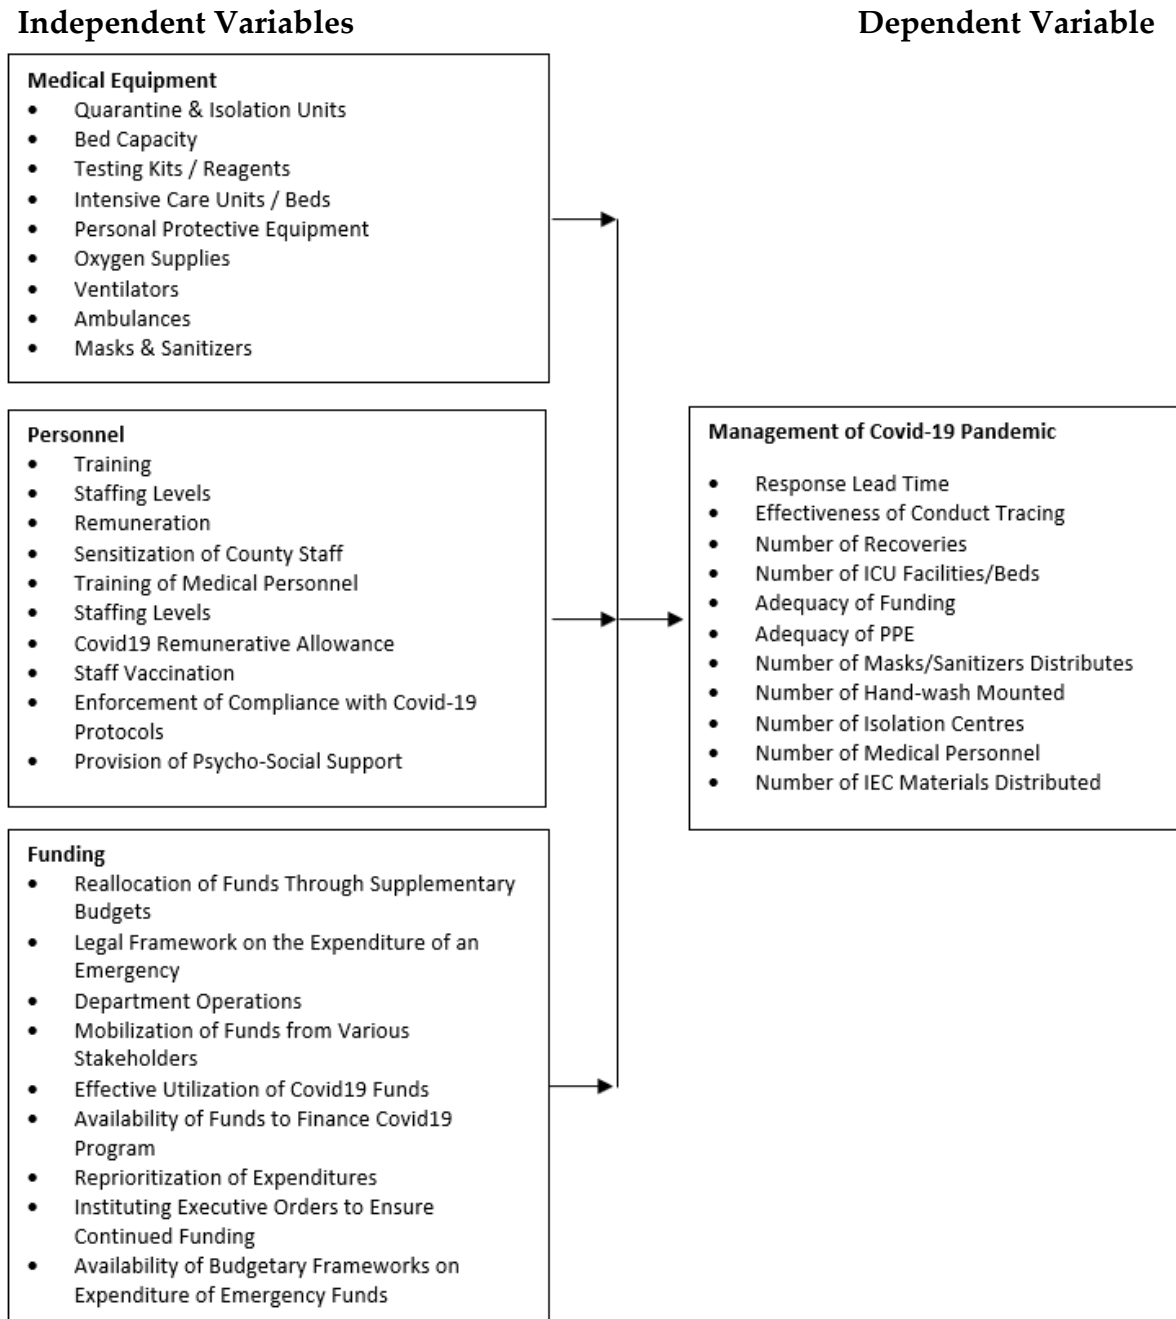 Independent Variables
Dependent Variable
Medical Equipment
• Quarantine & Isolation Units
• Bed Capacity
• Testing Kits / Reagents
• Intensive Care Units / Beds
• Personal Protective Equipment
• Oxygen Supplies
• Ventilators
• Ambulances
• Masks & Sanitizers
Personnel
• Training
• Staffing Levels
• Remuneration
• Sensitization of County Staff
• Training of Medical Personnel
• Staffing Levels
• Covid19 Remunerative Allowance
• Staff Vaccination
• Enforcement of Compliance with Covid-19
Protocols
• Provision of Psycho-Social Support
Funding
• Reallocation of Funds Through Supplementary
Budgets
• Legal Framework on the Expenditure of an
Emergency
• Department Operations
• Mobilization of Funds from Various
Stakeholders
• Effective Utilization of Covid19 Funds
• Availability of Funds to Finance Covid19
Program
• Reprioritization of Expenditures
• Instituting Executive Orders to Ensure
Continued Funding
• Availability of Budgetary Frameworks on
Expenditure of Emergency Funds
Management of Covid-19 Pandemic
• Response Lead Time
• Effectiveness of Conduct Tracing
• Number of Recoveries
• Number of ICU Facilities/Beds
• Adequacy of Funding
• Adequacy of PPE
• Number of Masks/Sanitizers Distributes
• Number of Hand-wash Mounted
• Number of Isolation Centres
• Number of Medical Personnel
• Number of IEC Materials Distributed